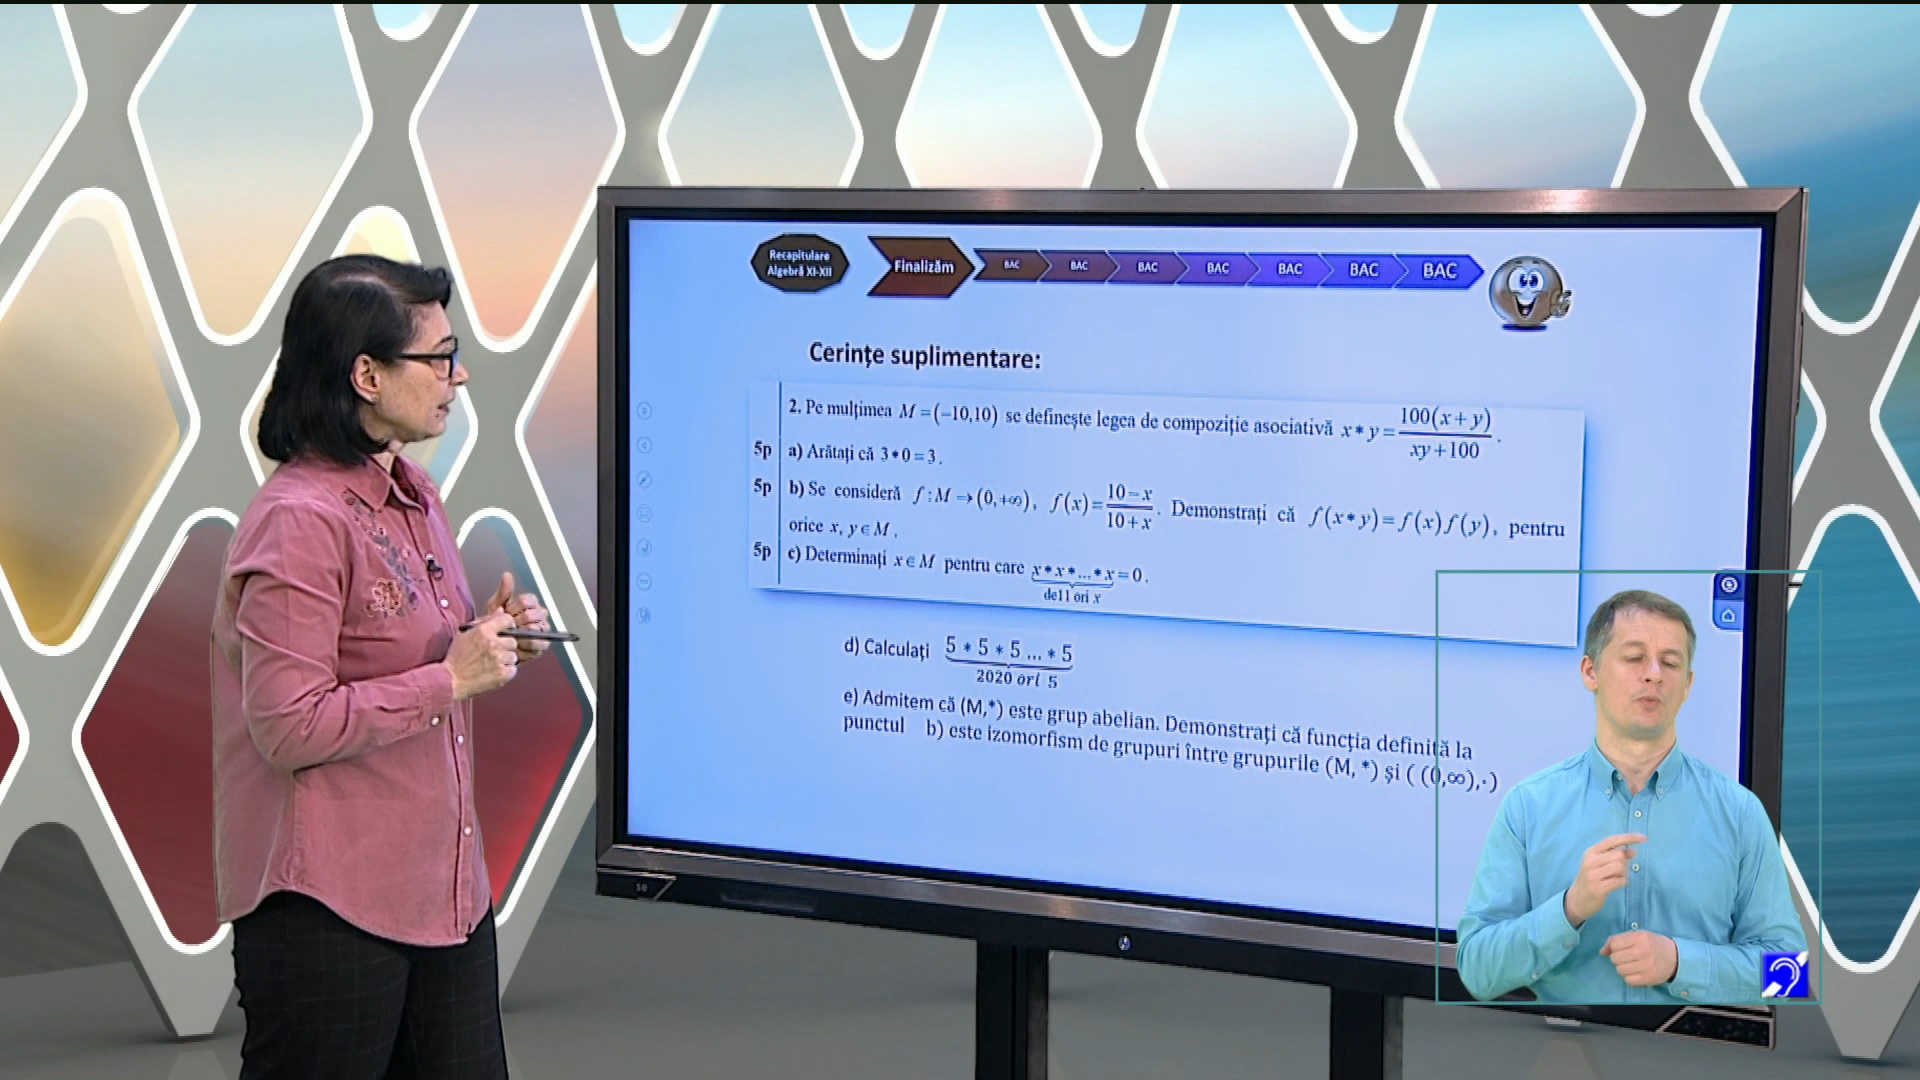 Recapitulare
Algebră XI-XII
Finalizăm
BAC
BAC
BAC
BAC
BAC
BAC
BAC
Cerințe suplimentare:
2. Pe mulțimea M = (−10,10) se definește legea de compoziție asociativă x * y = 100(x + y) / xy + 100 .
5p a) Arătați că 3 * 0 = 3 .
5p b) Se consideră f : M → (0,+∞), f(x) = 10 − x / 10 + x . Demonstrați că f(x * y) = f(x) f(y), pentru
orice x, y ∈ M .
5p c) Determinați x ∈ M pentru care x * x * ... * x = 0 .
de 11 ori x
d) Calculați 5 * 5 * 5 ... * 5
2020 ori 5
e) Admitem că (M,*) este grup abelian. Demonstrați că funcția definită la
punctul b) este izomorfism de grupuri între grupurile (M, *) și ( (0,∞),·)